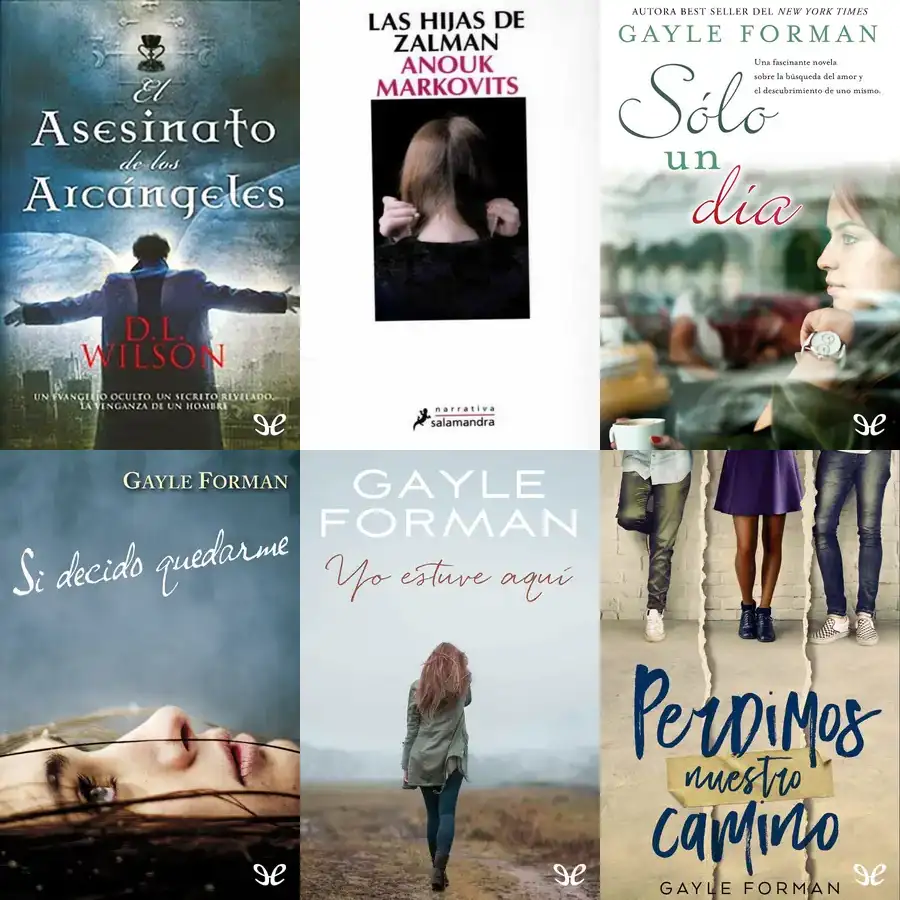 El
Asesinato
de los
Arcángeles
D.L.
WILSON
UN EVANGELIO OCULTO, UN SECRETO REVELADO,
LA VENGANZA DE UN HOMBRE
LAS HIJAS DE
ZALMAN
ANOUK
MARKOVITS
narrativa
salamandra
AUTORA BEST SELLER DEL NEW YORK TIMES
GAYLE FORMAN
Una fascinante novela
sobre la búsqueda del amor y
el descubrimiento de uno mismo.
Sólo
un
día
GAYLE FORMAN
Si decido quedarme
GAYLE
FORMAN
Yo estuve aquí
PERDIMOS
nuestro
camino
GAYLE FORMAN